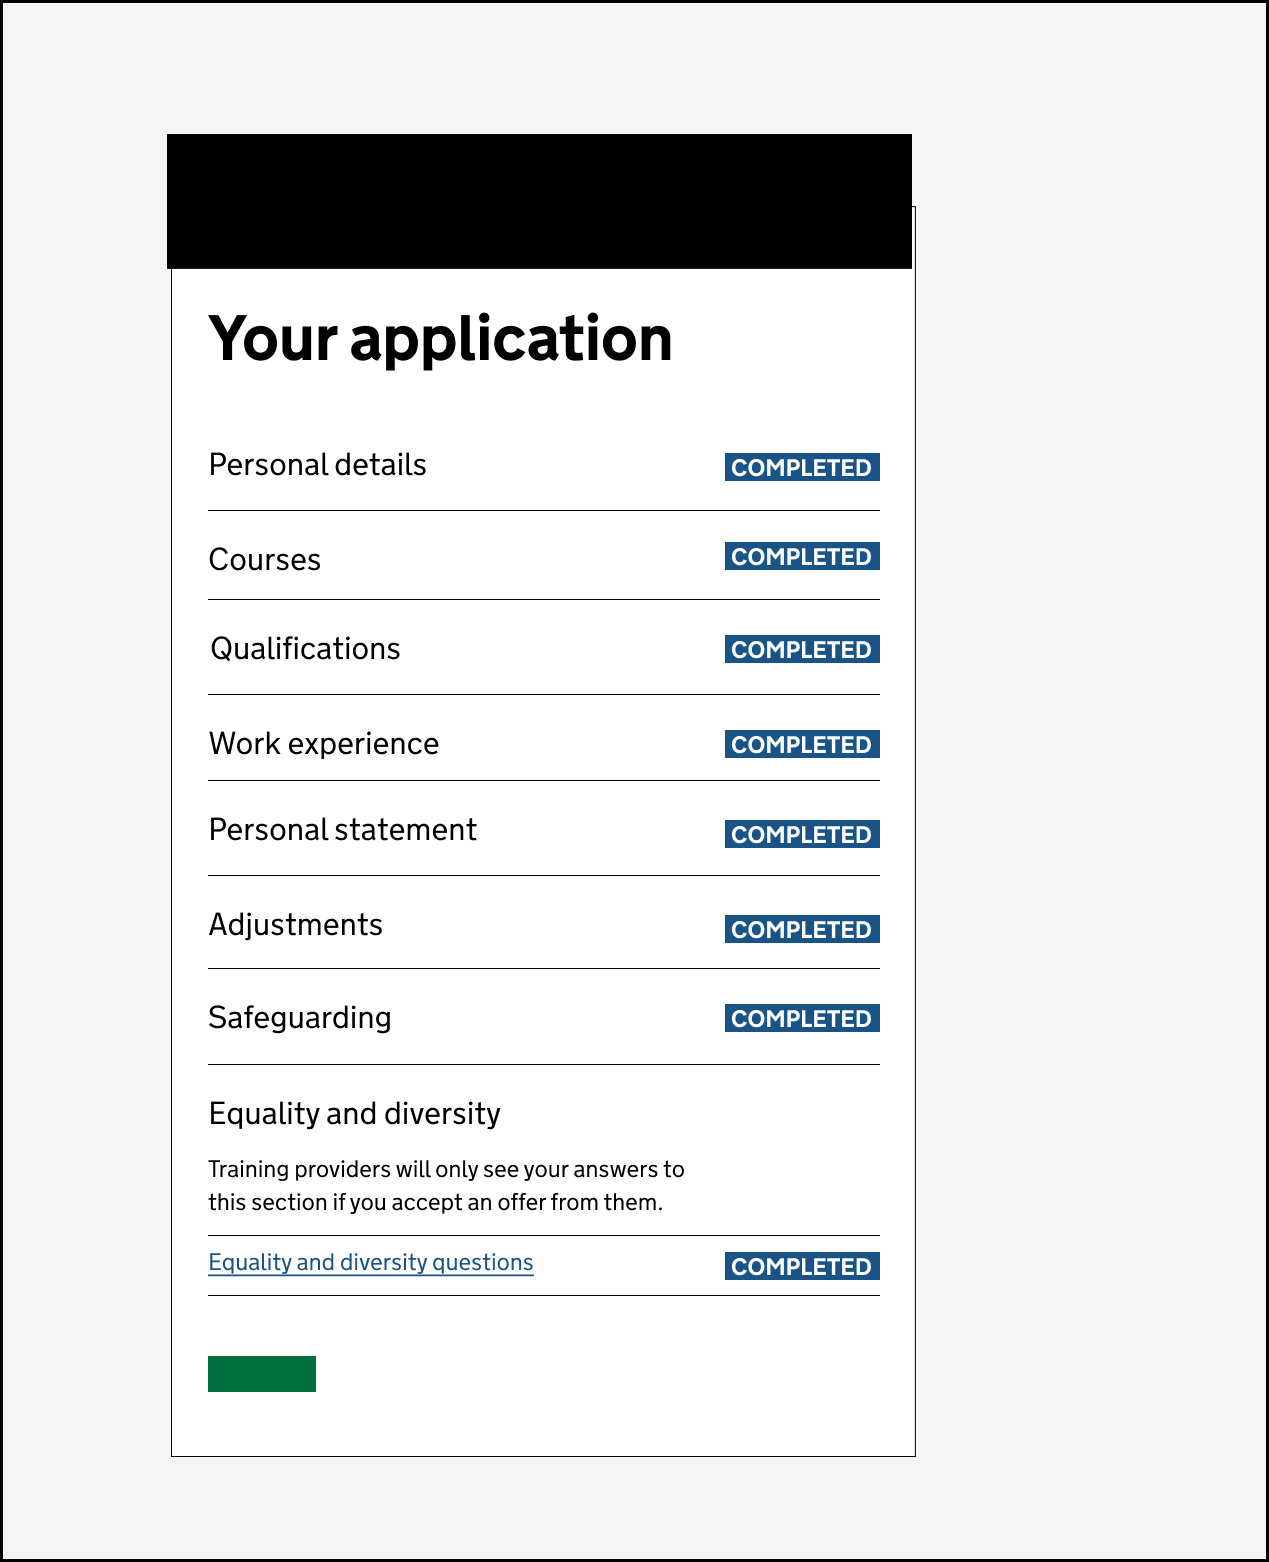 Your application
Personal details COMPLETED
Courses COMPLETED
Qualifications COMPLETED
Work experience COMPLETED
Personal statement COMPLETED
Adjustments COMPLETED
Safeguarding COMPLETED
Equality and diversity
Training providers will only see your answers to
this section if you accept an offer from them.
Equality and diversity questions COMPLETED